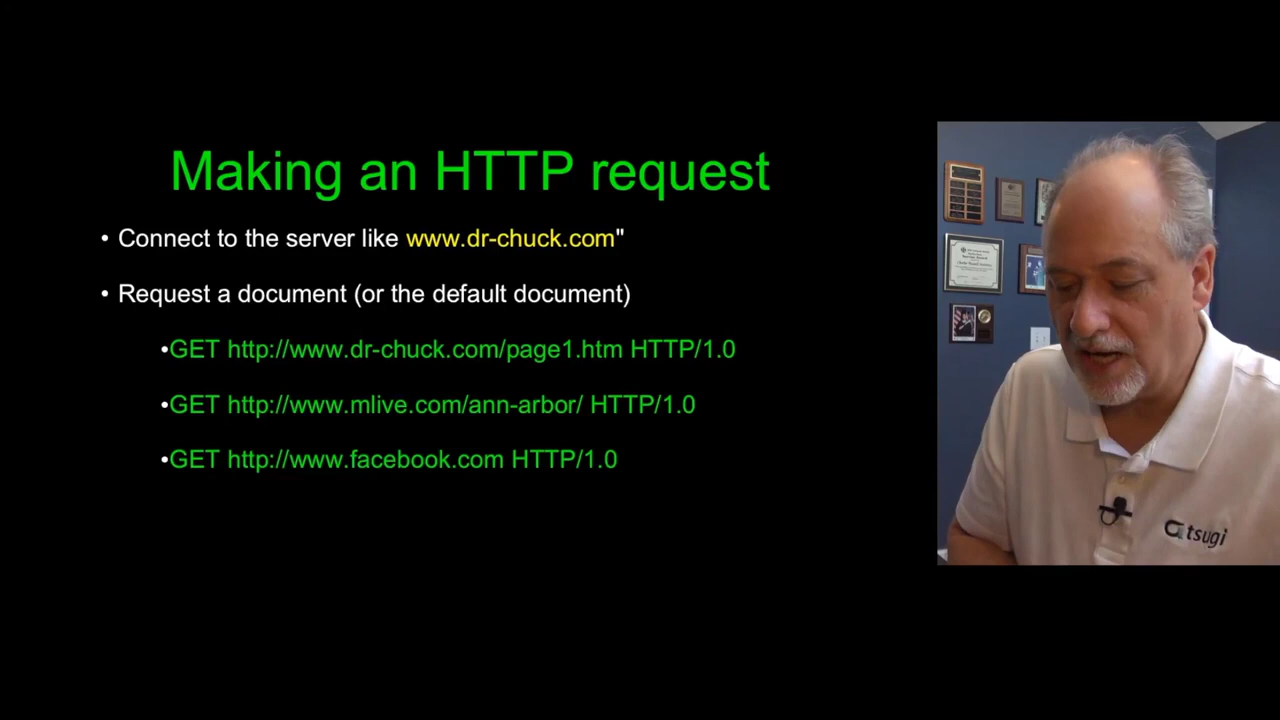 Making an HTTP request
• Connect to the server like www.dr-chuck.com"
• Request a document (or the default document)
•GET http://www.dr-chuck.com/page1.htm HTTP/1.0
•GET http://www.mlive.com/ann-arbor/ HTTP/1.0
•GET http://www.facebook.com HTTP/1.0
tsugi